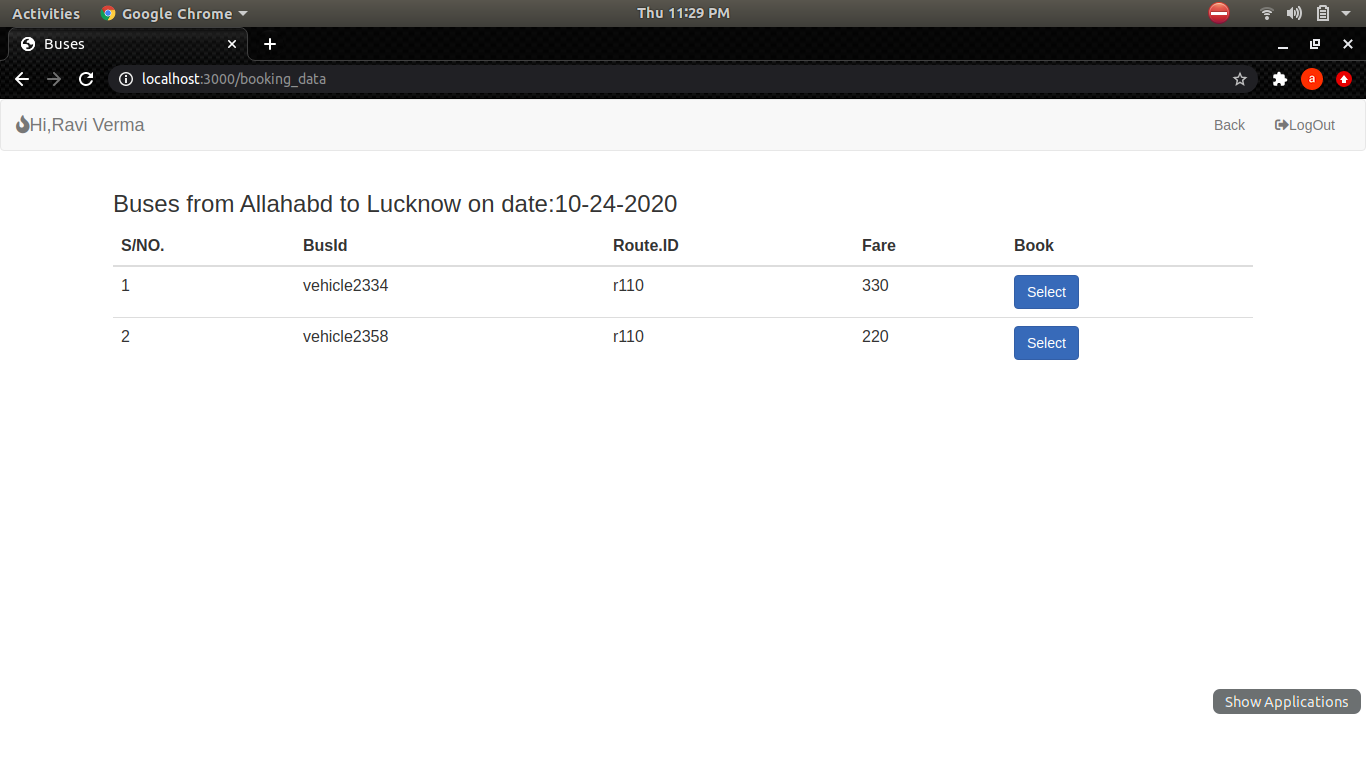 Activities Google Chrome Thu 11:29 PM
Buses
localhost:3000/booking_data a
Hi,Ravi Verma Back LogOut
Buses from Allahabd to Lucknow on date:10-24-2020
S/NO. BusId Route.ID Fare Book
1 vehicle2334 r110 330 Select
2 vehicle2358 r110 220 Select
Show Applications